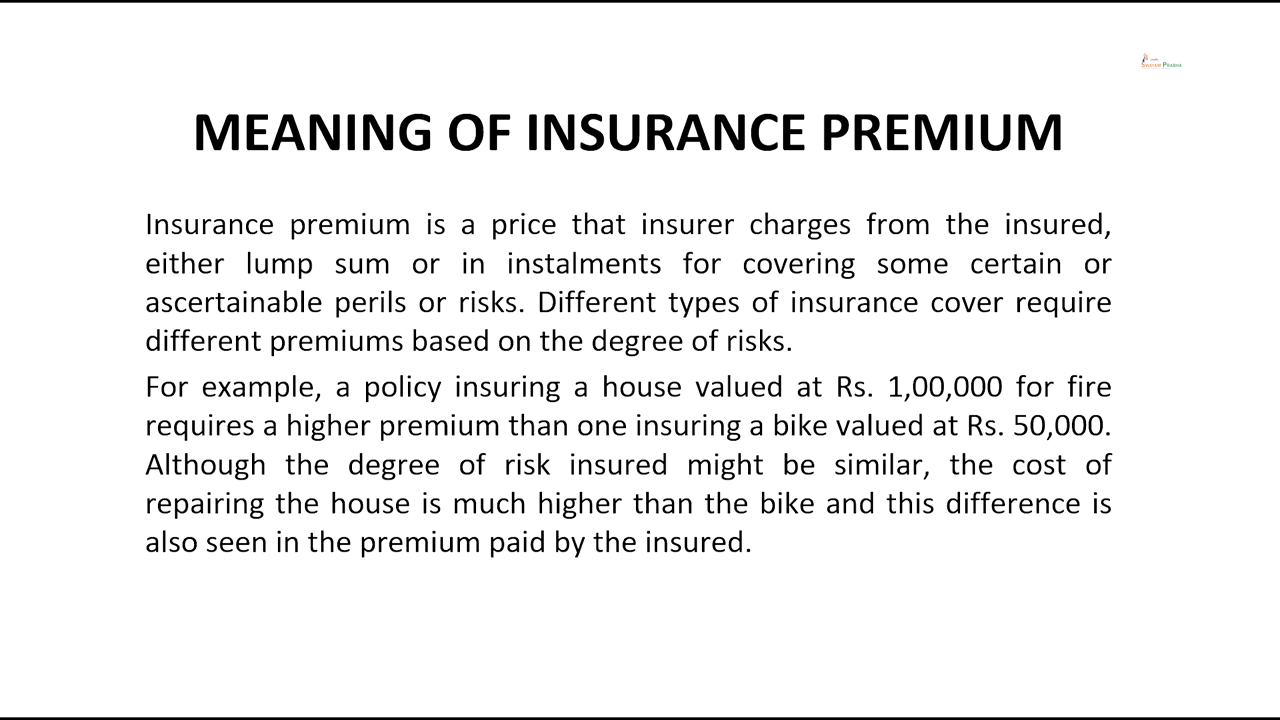 SWAYAM PRABHA
MEANING OF INSURANCE PREMIUM
Insurance premium is a price that insurer charges from the insured,
either lump sum or in instalments for covering some certain or
ascertainable perils or risks. Different types of insurance cover require
different premiums based on the degree of risks.
For example, a policy insuring a house valued at Rs. 1,00,000 for fire
requires a higher premium than one insuring a bike valued at Rs. 50,000.
Although the degree of risk insured might be similar, the cost of
repairing the house is much higher than the bike and this difference is
also seen in the premium paid by the insured.